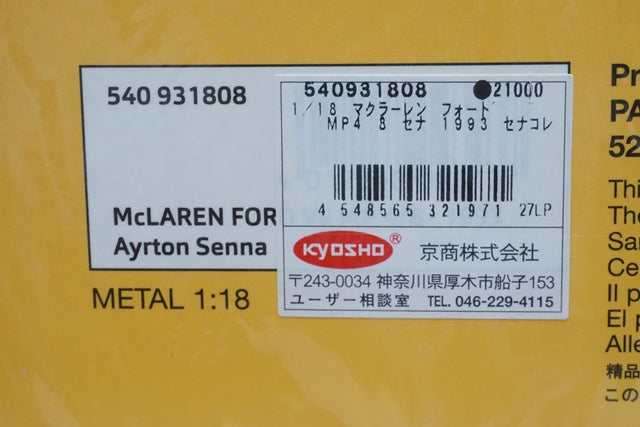 540 931808
McLAREN FOR
Ayrton Senna
METAL 1:18
540931808 ●21000
1/18 マクラーレン フォード
MP4 8 セナ 1993 セナコレ
4 548565 321971 27LP
KYOSHO® 京商株式会社
〒243-0034 神奈川県厚木市船子153
ユーザー相談室 TEL. 046-229-4115
Pr
PA
52
Thi
The
Sar
Ce
Il p
El p
Alle
精品
この